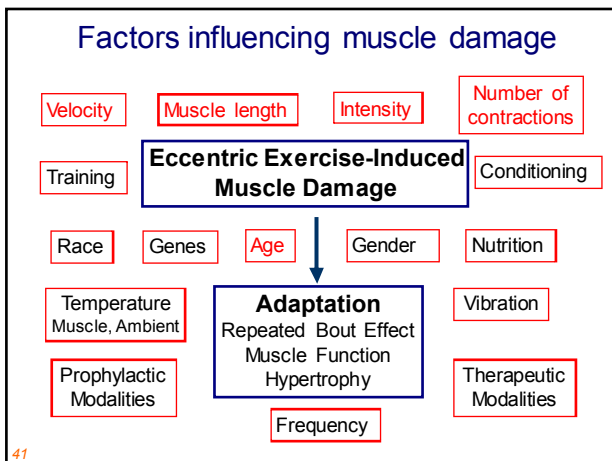 Factors influencing muscle damage
Velocity
Muscle length
Intensity
Number of
contractions
Training
Eccentric Exercise-Induced
Muscle Damage
Conditioning
Race
Genes
Age
Gender
Nutrition
Temperature
Muscle, Ambient
Adaptation
Repeated Bout Effect
Muscle Function
Hypertrophy
Vibration
Prophylactic
Modalities
Therapeutic
Modalities
Frequency
41